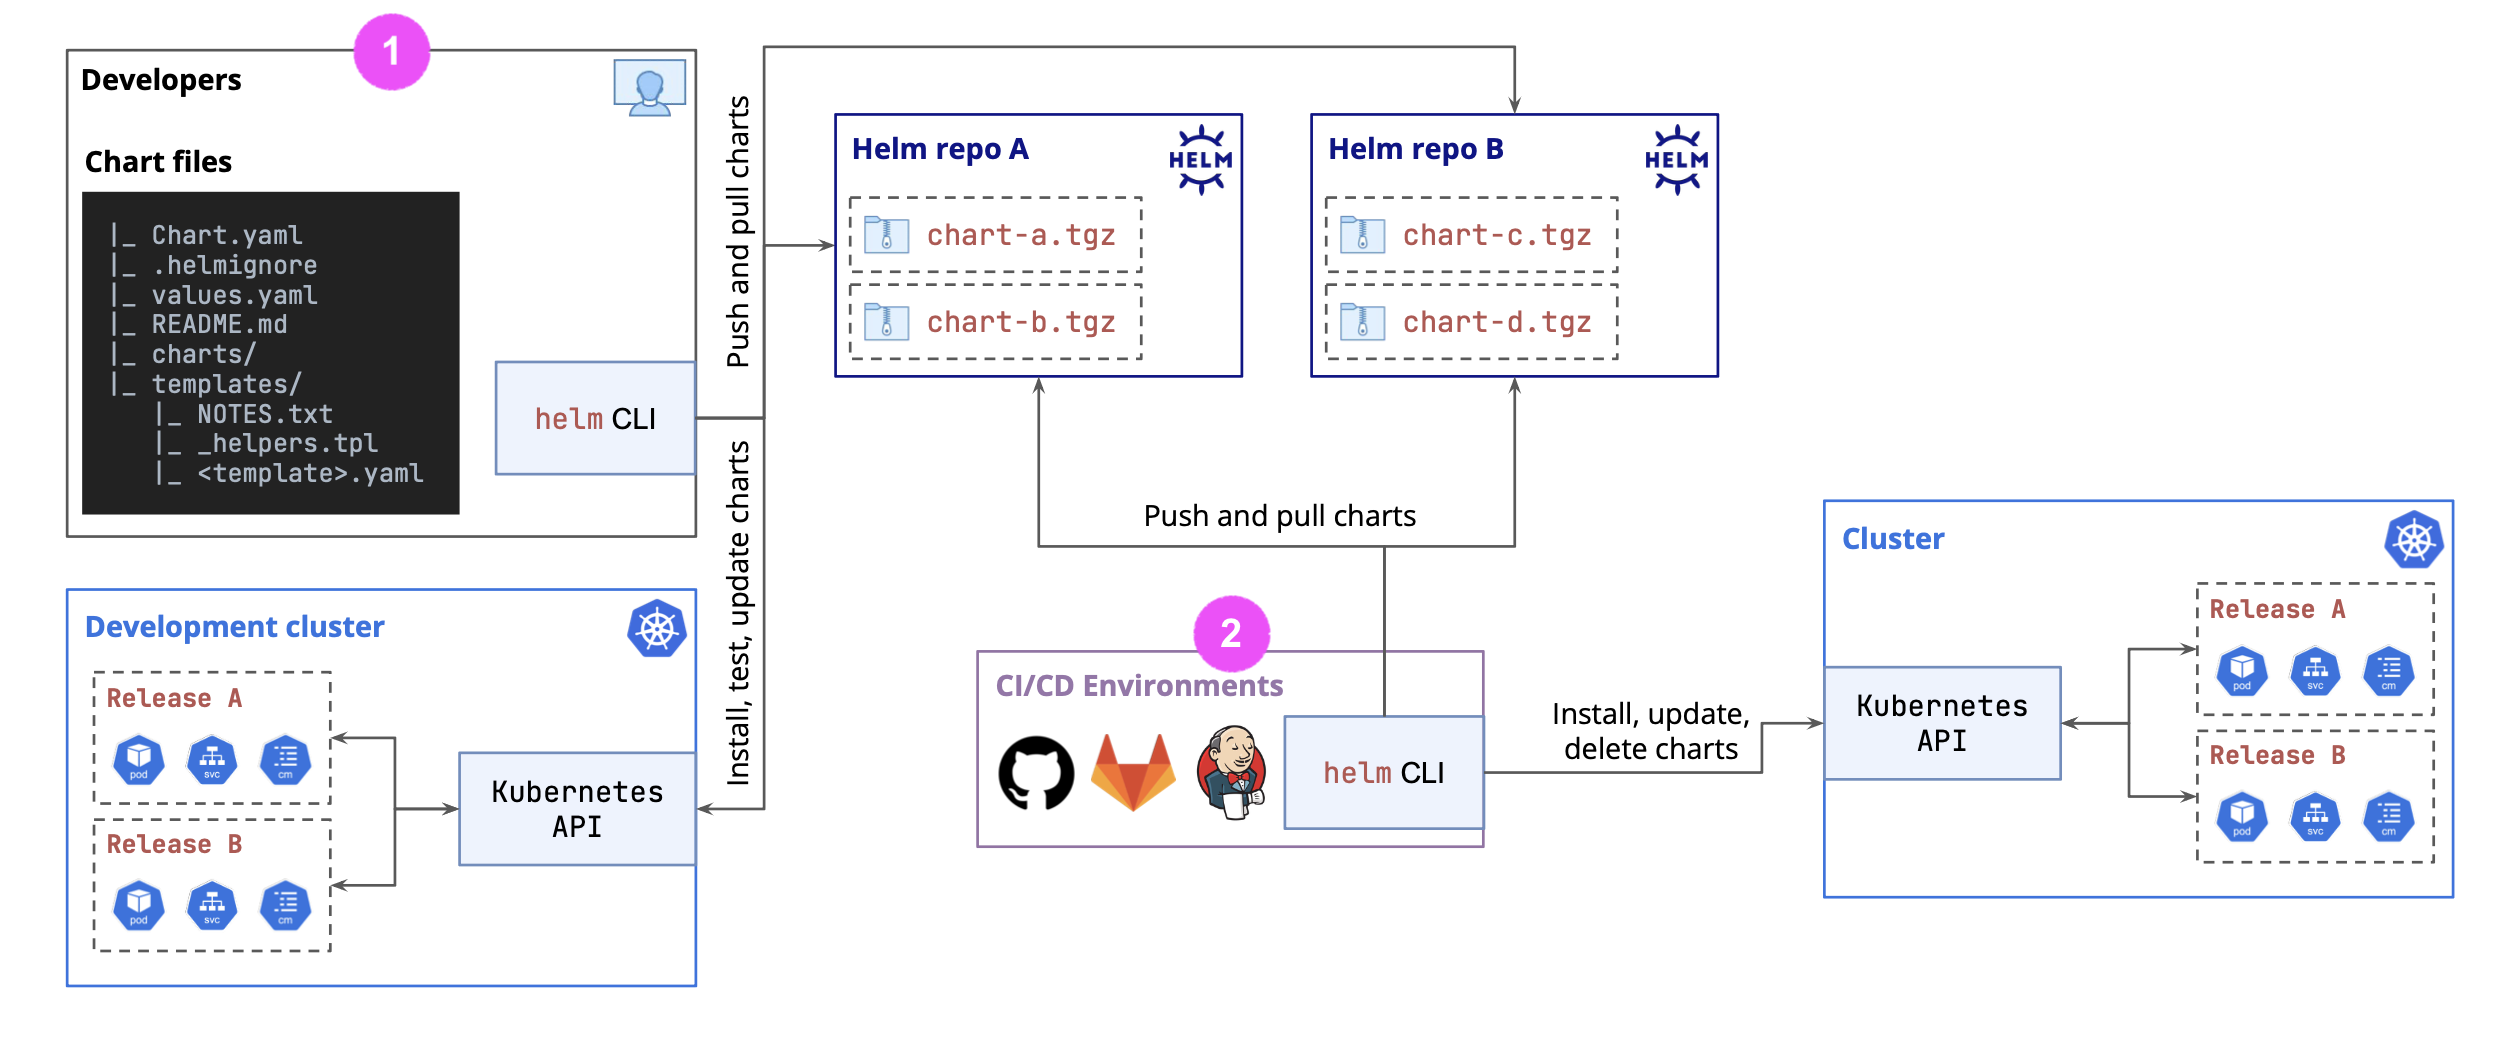 1
Developers
Chart files
|_ Chart.yaml
|_ .helmignore
|_ values.yaml
|_ README.md
|_ charts/
|_ templates/
|_ NOTES.txt
|_ _helpers.tpl
|_ <template>.yaml
helm CLI
Push and pull charts
Install, test, update charts
Helm repo A
HELM
chart-a.tgz
chart-b.tgz
Helm repo B
HELM
chart-c.tgz
chart-d.tgz
Push and pull charts
Development cluster
Release A
pod svc cm
Release B
pod svc cm
Kubernetes
API
2
CI/CD Environments
helm CLI
Install, update,
delete charts
Cluster
Kubernetes
API
Release A
pod svc cm
Release B
pod svc cm